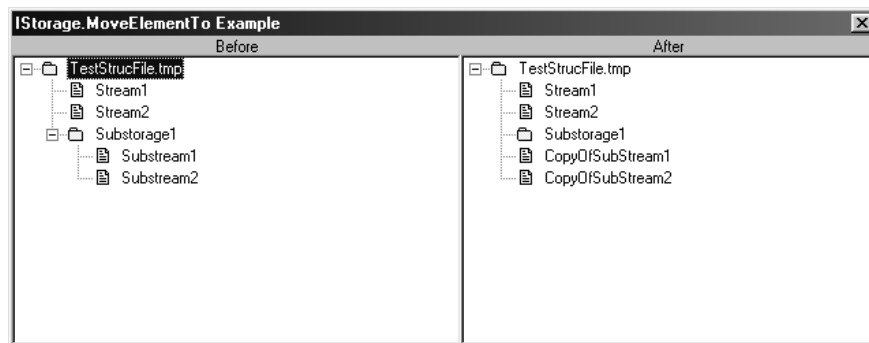 IStorage.MoveElementTo Example
Before
TestStrucFile.tmp
Stream1
Stream2
Substorage1
Substream1
Substream2
After
TestStrucFile.tmp
Stream1
Stream2
Substorage1
CopyOfSubStream1
CopyOfSubStream2